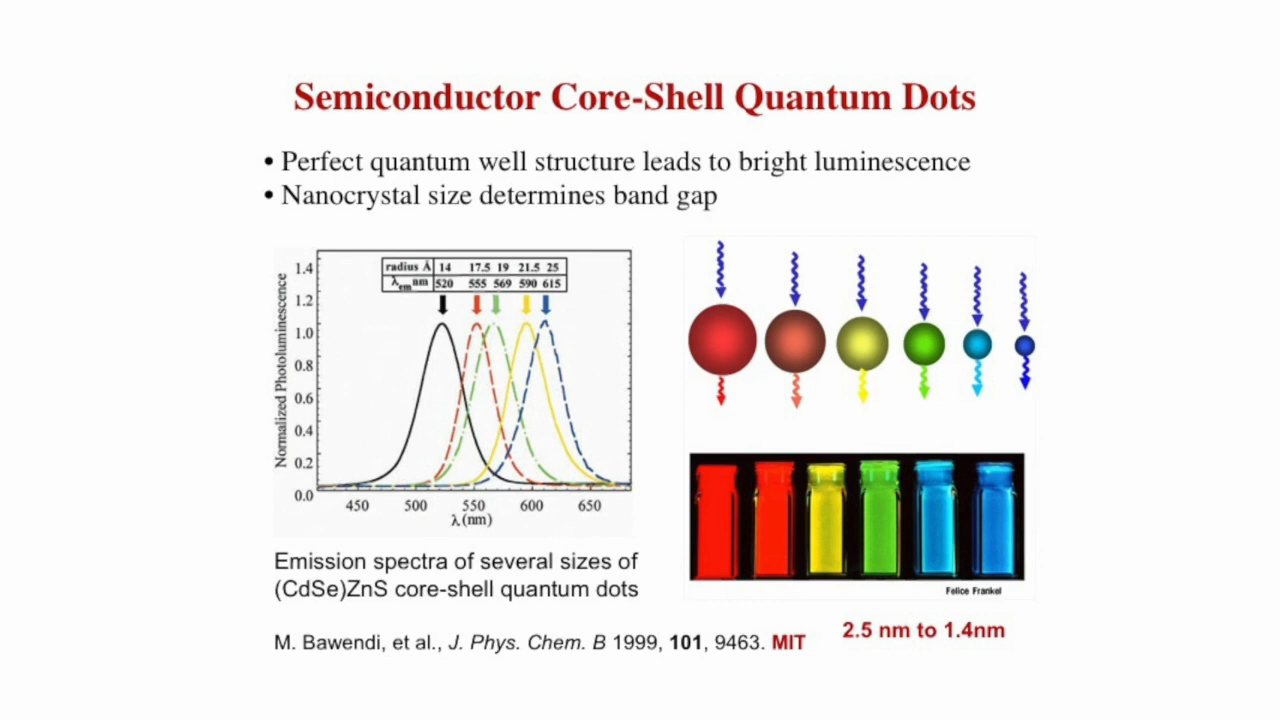 Semiconductor Core-Shell Quantum Dots
• Perfect quantum well structure leads to bright luminescence
• Nanocrystal size determines band gap
radius Å 14 17.5 19 21.5 25
λem nm 520 555 569 590 615
Normalized Photoluminescence
1.4
1.2
1.0
0.8
0.6
0.4
0.2
0.0
450 500 550 600 650
λ (nm)
Felice Frankel
Emission spectra of several sizes of
(CdSe)ZnS core-shell quantum dots
2.5 nm to 1.4nm
M. Bawendi, et al., J. Phys. Chem. B 1999, 101, 9463. MIT